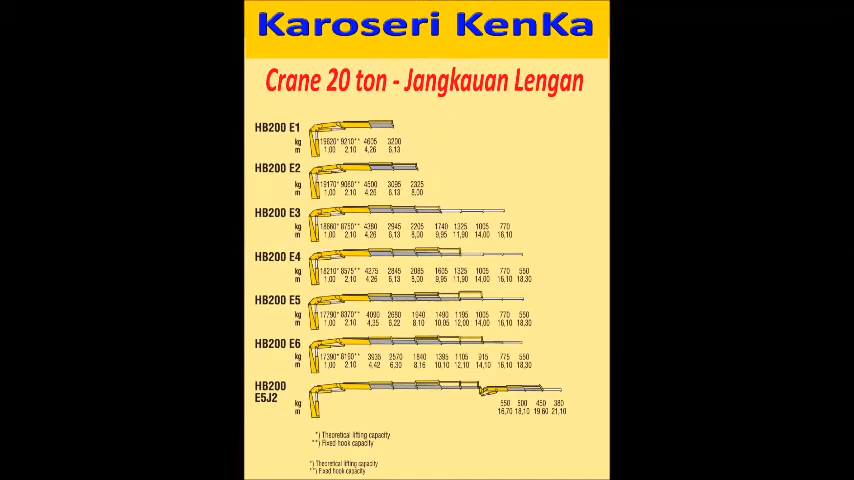 Karoseri KenKa
Crane 20 ton - Jangkauan Lengan
HB200 E1
kg 19620* 9210** 4605 3200
m 1,00 2,10 4,26 6,13
HB200 E2
kg 19170* 9060** 4500 3095 2325
m 1,00 2,10 4,26 6,13 8,00
HB200 E3
kg 18660* 8750** 4380 2945 2205 1740 1325 1005 770
m 1,00 2,10 4,26 6,13 8,00 9,95 11,90 14,00 16,10
HB200 E4
kg 18210* 8575** 4275 2845 2085 1605 1325 1005 770 550
m 1,00 2,10 4,26 6,13 8,00 9,95 11,90 14,00 16,10 18,30
HB200 E5
kg 17790* 8370** 4090 2680 1940 1490 1195 1005 770 550
m 1,00 2,10 4,35 6,22 8,10 10,05 12,00 14,00 16,10 18,30
HB200 E6
kg 17390* 8190** 3935 2570 1840 1395 1105 915 775 550
m 1,00 2,10 4,42 6,30 8,16 10,10 12,10 14,10 16,10 18,30
HB200
E5J2
kg 550 500 450 380
m 16,70 18,10 19,60 21,10
*) Theoretical lifting capacity
**) Fixed hook capacity
*) Theoretical lifting capacity
**) Fixed hook capacity